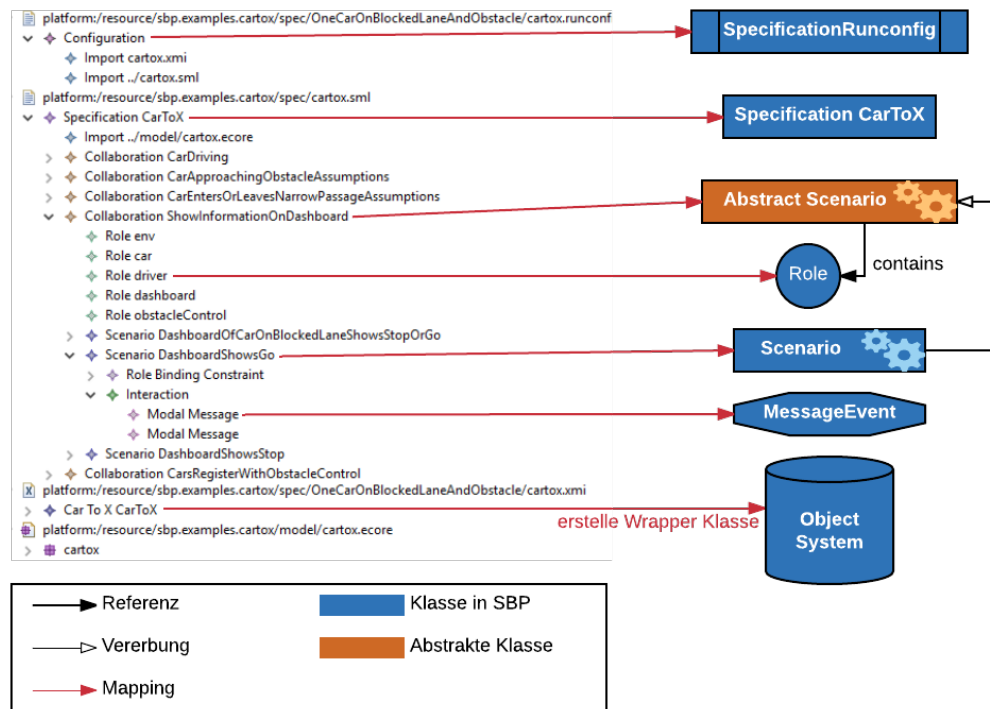 platform:/resource/sbp.examples.cartox/spec/OneCarOnBlockedLaneAndObstacle/cartox.runconf
Configuration
Import cartox.xmi
Import ../cartox.sml
platform:/resource/sbp.examples.cartox/spec/cartox.sml
Specification CarToX
Import ../model/cartox.ecore
Collaboration CarDriving
Collaboration CarApproachingObstacleAssumptions
Collaboration CarEntersOrLeavesNarrowPassageAssumptions
Collaboration ShowInformationOnDashboard
Role env
Role car
Role driver
Role dashboard
Role obstacleControl
Scenario DashboardOfCarOnBlockedLaneShowsStopOrGo
Scenario DashboardShowsGo
Role Binding Constraint
Interaction
Modal Message
Modal Message
Scenario DashboardShowsStop
Collaboration CarsRegisterWithObstacleControl
platform:/resource/sbp.examples.cartox/spec/OneCarOnBlockedLaneAndObstacle/cartox.xmi
Car To X CarToX
platform:/resource/sbp.examples.cartox/model/cartox.ecore
cartox
SpecificationRunconfig
Specification CarToX
Abstract Scenario
contains
Role
Scenario
MessageEvent
erstelle Wrapper Klasse
Object
System
Referenz
Klasse in SBP
Vererbung
Abstrakte Klasse
Mapping